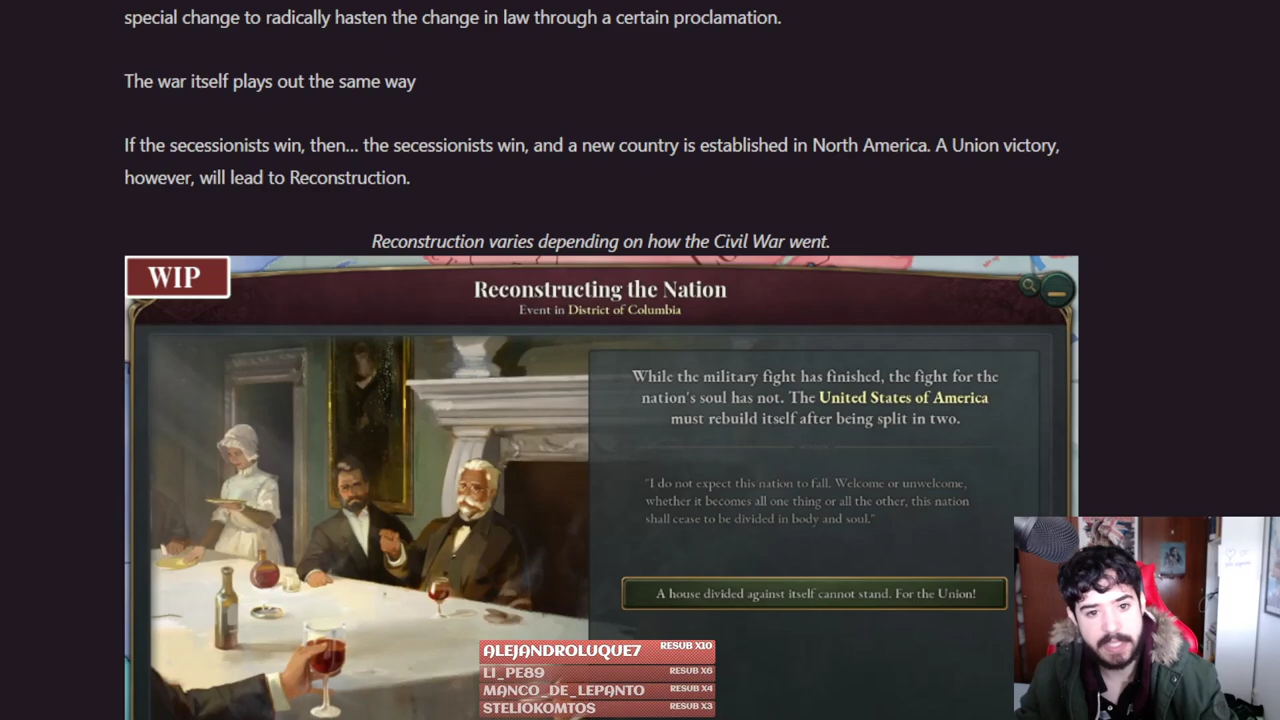 special change to radically hasten the change in law through a certain proclamation.
The war itself plays out the same way
If the secessionists win, then... the secessionists win, and a new country is established in North America. A Union victory,
however, will lead to Reconstruction.
Reconstruction varies depending on how the Civil War went.
WIP
Reconstructing the Nation
Event in District of Columbia
While the military fight has finished, the fight for the
nation's soul has not. The United States of America
must rebuild itself after being split in two.
"I do not expect this nation to fall. Welcome or unwelcome,
whether it becomes all one thing or all the other, this nation
shall cease to be divided in body and soul."
A house divided against itself cannot stand. For the Union!
ALEJANDROLUQUE7 RESUB X10
LI_PE89 RESUB X6
MANCO_DE_LEPANTO RESUB X4
STELIOKOMTOS RESUB X3